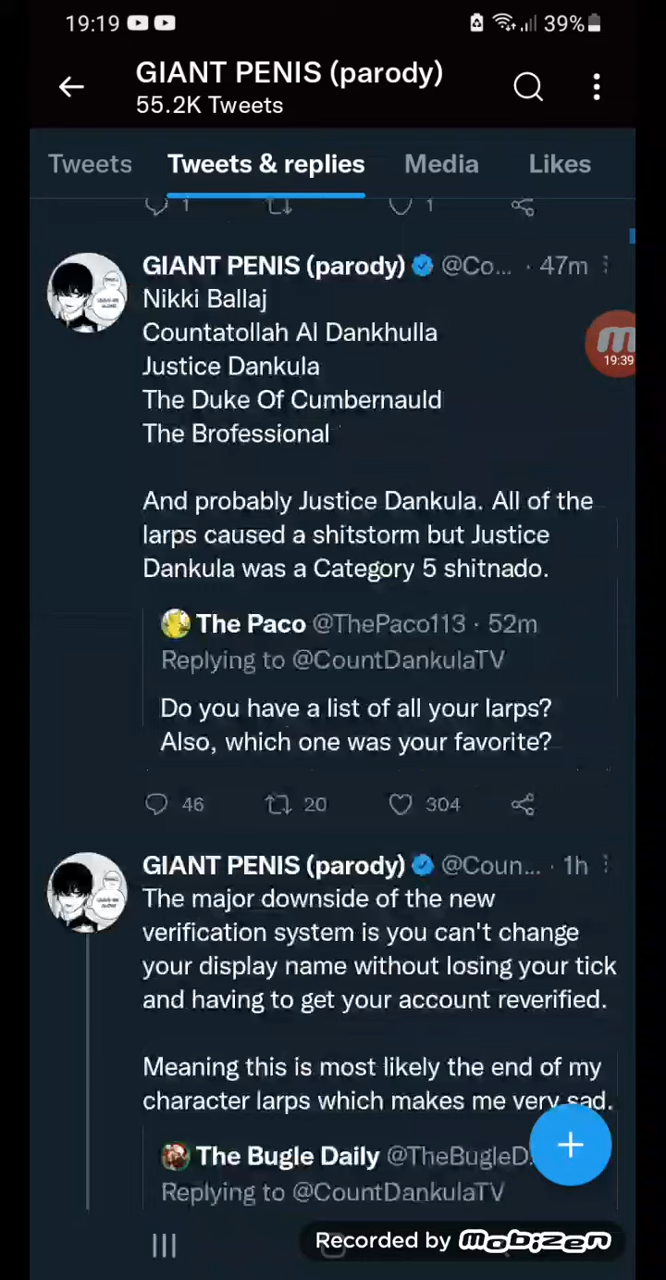 19:19 39%
GIANT PENIS (parody)
55.2K Tweets
Tweets Tweets & replies Media Likes
1 1
GIANT PENIS (parody) @Co... · 47m
Nikki Ballaj
Countatollah Al Dankhulla
Justice Dankula
The Duke Of Cumbernauld
The Brofessional
19:39
And probably Justice Dankula. All of the
larps caused a shitstorm but Justice
Dankula was a Category 5 shitnado.
The Paco @ThePaco113 · 52m
Replying to @CountDankulaTV
Do you have a list of all your larps?
Also, which one was your favorite?
46 20 304
GIANT PENIS (parody) @Coun... · 1h
The major downside of the new
verification system is you can't change
your display name without losing your tick
and having to get your account reverified.
Meaning this is most likely the end of my
character larps which makes me very sad.
The Bugle Daily @TheBugleD
Replying to @CountDankulaTV
Recorded by mobizen